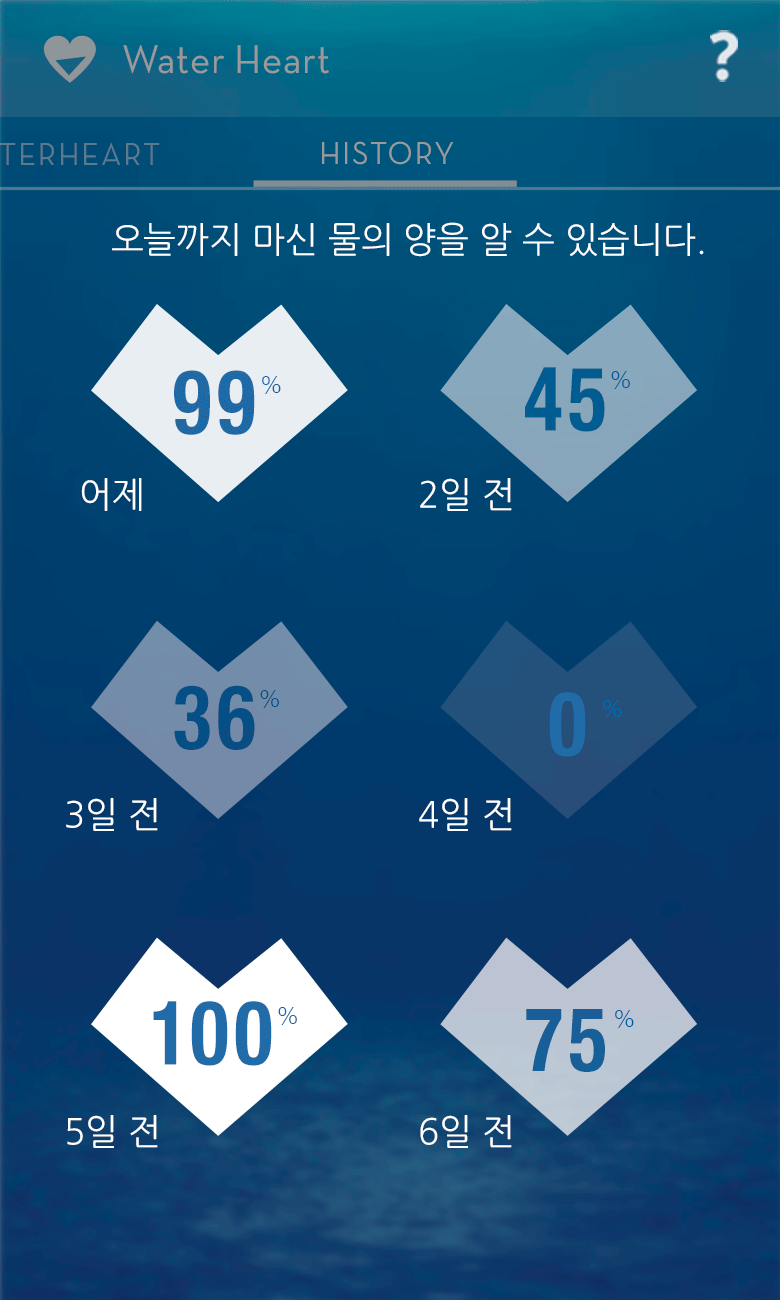 Water Heart
?
TERHEART
HISTORY
오늘까지 마신 물의 양을 알 수 있습니다.
99%
45%
어제
2일 전
36%
0%
3일 전
4일 전
100%
75%
5일 전
6일 전